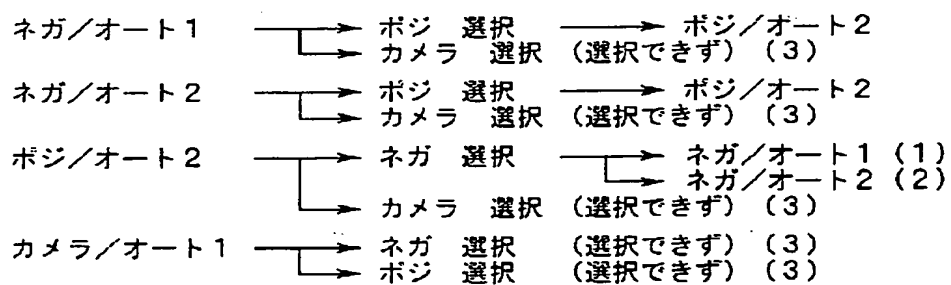 ネガ／オート１ ポジ 選択 ポジ／オート２
カメラ 選択 （選択できず）（３）
ネガ／オート２ ポジ 選択 ポジ／オート２
カメラ 選択 （選択できず）（３）
ポジ／オート２ ネガ 選択 ネガ／オート１（１）
ネガ／オート２（２）
カメラ 選択 （選択できず）（３）
カメラ／オート１ ネガ 選択 （選択できず）（３）
ポジ 選択 （選択できず）（３）